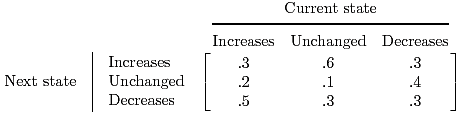 Current state
Increases Unchanged Decreases
Increases .3 .6 .3
Next state Unchanged .2 .1 .4
Decreases .5 .3 .3